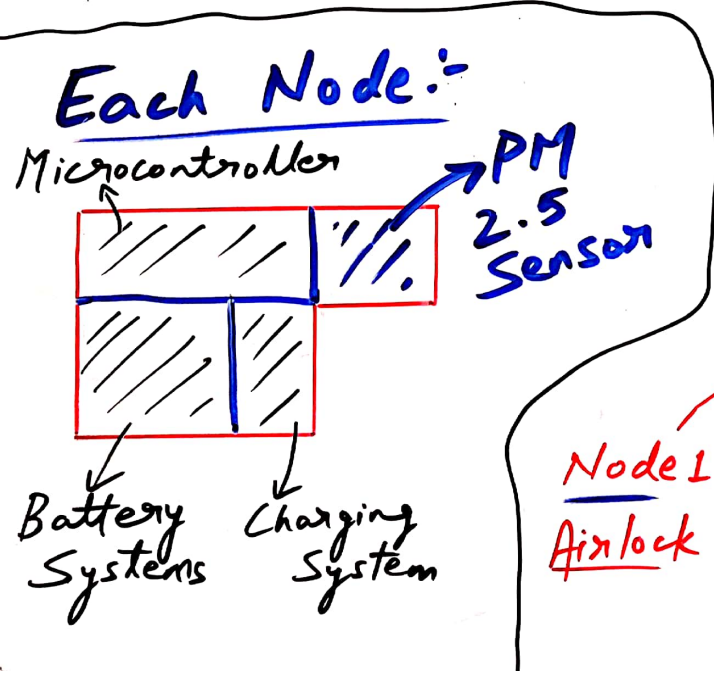 Each Node:-
Microcontroller
PM
2.5
Sensor
Battery
Systems
Charging
System
Node 1
Airlock